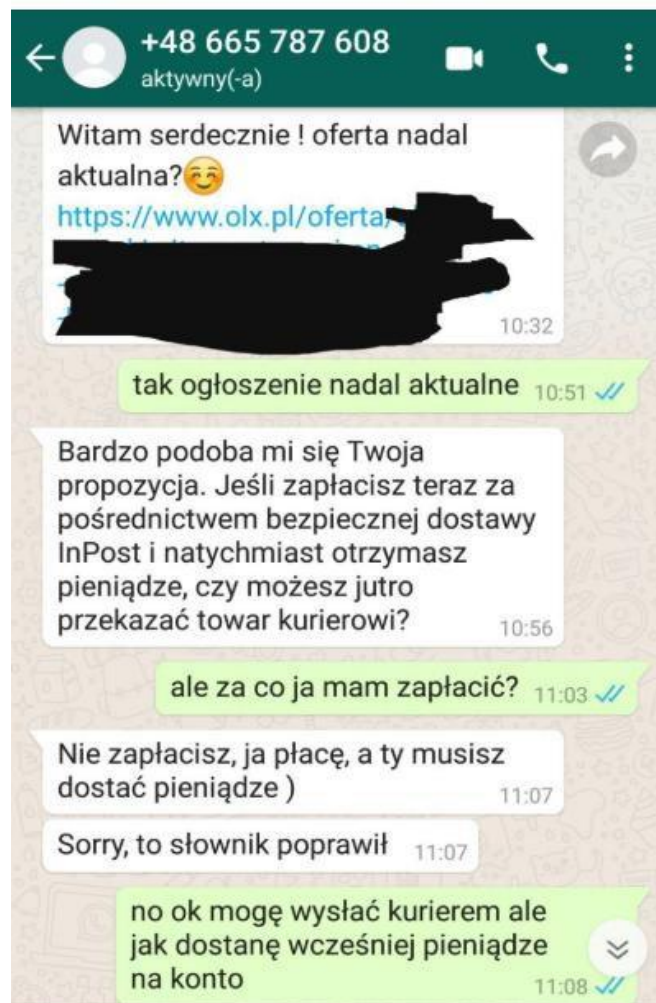 +48 665 787 608
aktywny(-a)
Witam serdecznie ! oferta nadal
aktualna?☺️
https://www.olx.pl/oferta/
10:32
tak ogłoszenie nadal aktualne 10:51
Bardzo podoba mi się Twoja
propozycja. Jeśli zapłacisz teraz za
pośrednictwem bezpiecznej dostawy
InPost i natychmiast otrzymasz
pieniądze, czy możesz jutro
przekazać towar kurierowi? 10:56
ale za co ja mam zapłacić? 11:03
Nie zapłacisz, ja płacę, a ty musisz
dostać pieniądze ) 11:07
Sorry, to słownik poprawił 11:07
no ok mogę wysłać kurierem ale
jak dostanę wcześniej pieniądze
na konto 11:08